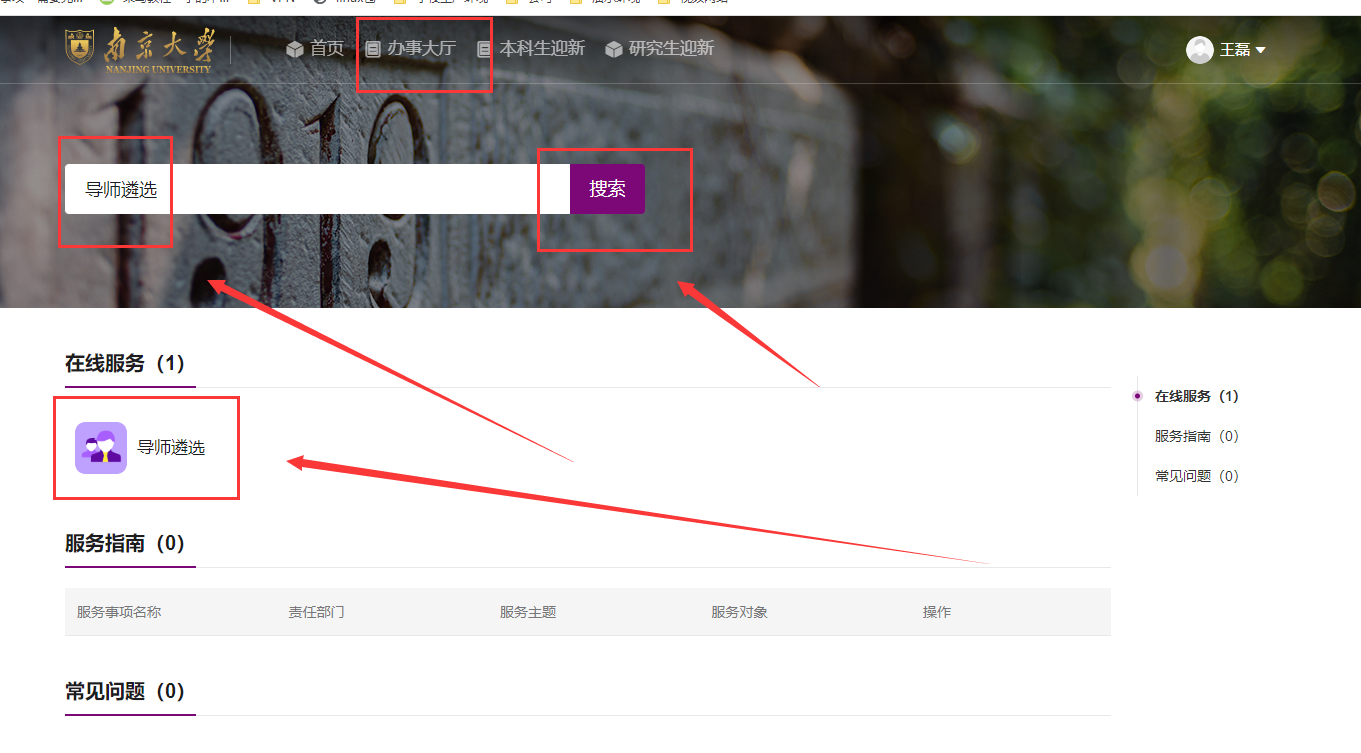 VPN
南京大学
NANJING UNIVERSITY
首页 办事大厅 本科生迎新 研究生迎新
王磊
导师遴选 搜索
在线服务（1）
导师遴选
在线服务（1）
服务指南（0）
常见问题（0）
服务指南（0）
服务事项名称 责任部门 服务主题 服务对象 操作
常见问题（0）